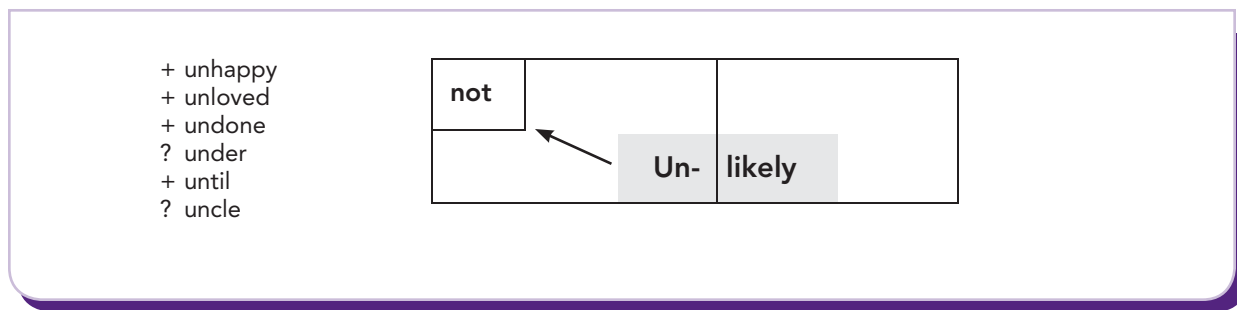 + unhappy
+ unloved
+ undone
? under
+ until
? uncle
not
Un- likely